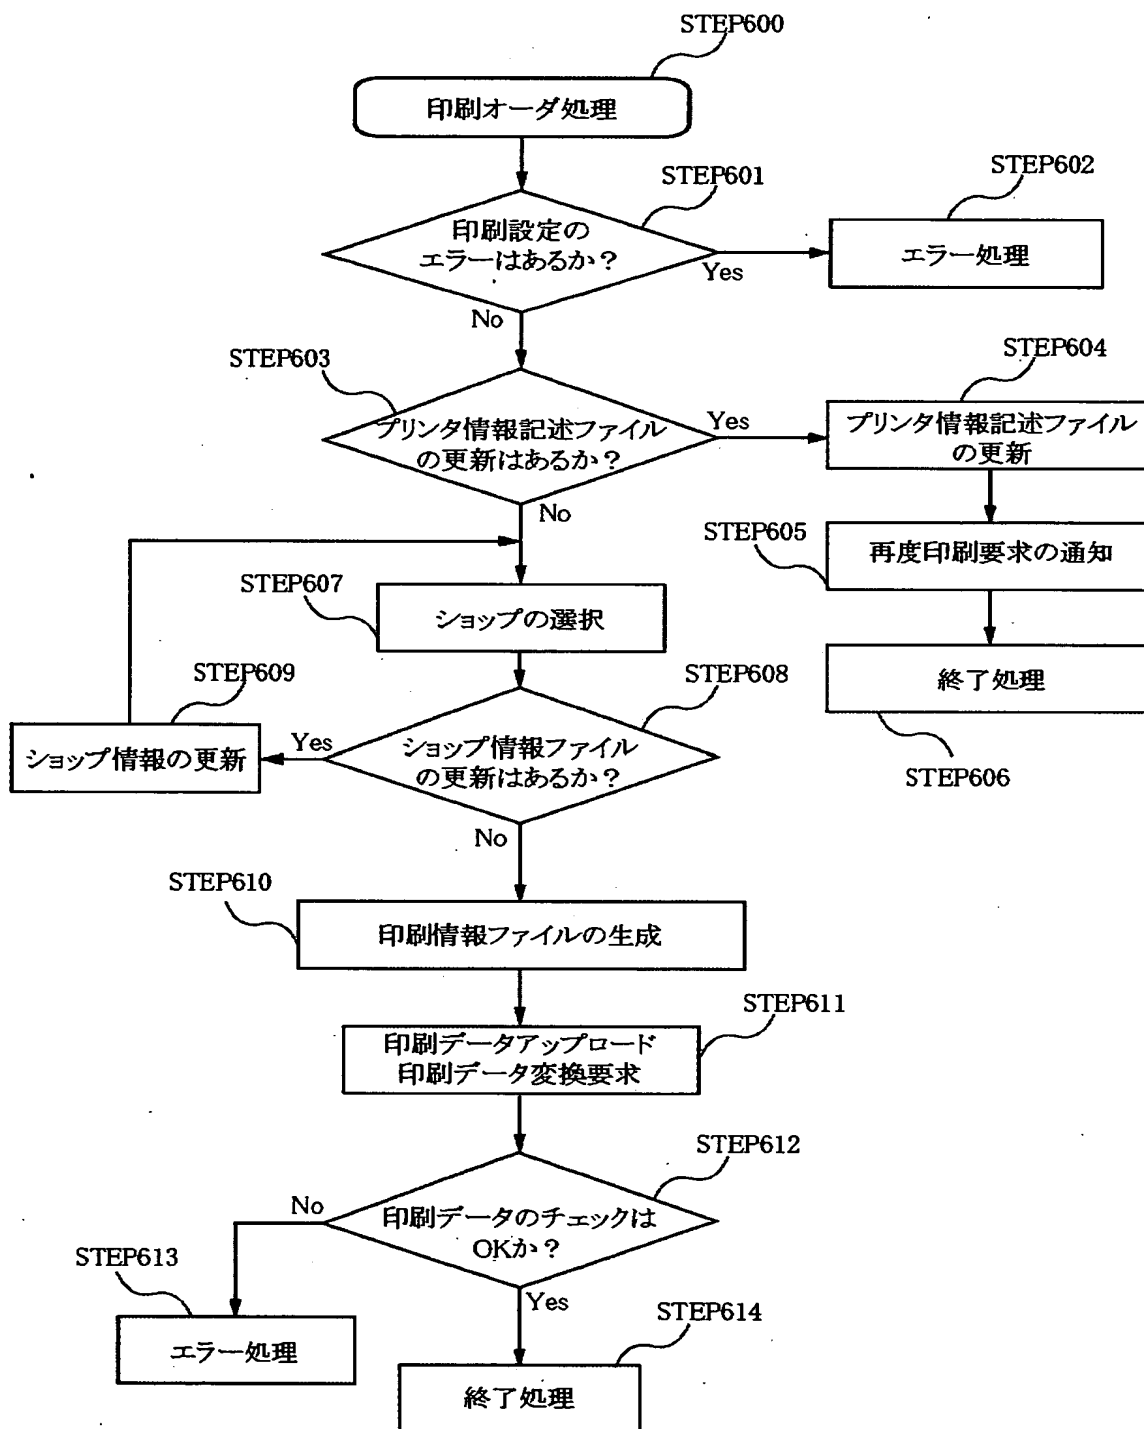 STEP600
印刷オーダ処理
STEP601
STEP602
印刷設定の
エラーはあるか？
エラー処理
Yes
No
STEP603
STEP604
プリンタ情報記述ファイル
の更新はあるか？
Yes
プリンタ情報記述ファイル
の更新
No
STEP605
再度印刷要求の通知
STEP607
ショップの選択
終了処理
STEP606
STEP609
STEP608
ショップ情報の更新
Yes
ショップ情報ファイル
の更新はあるか？
No
STEP610
印刷情報ファイルの生成
STEP611
印刷データアップロード
印刷データ変換要求
STEP612
No
印刷データのチェックは
OKか？
STEP613
Yes
エラー処理
STEP614
終了処理